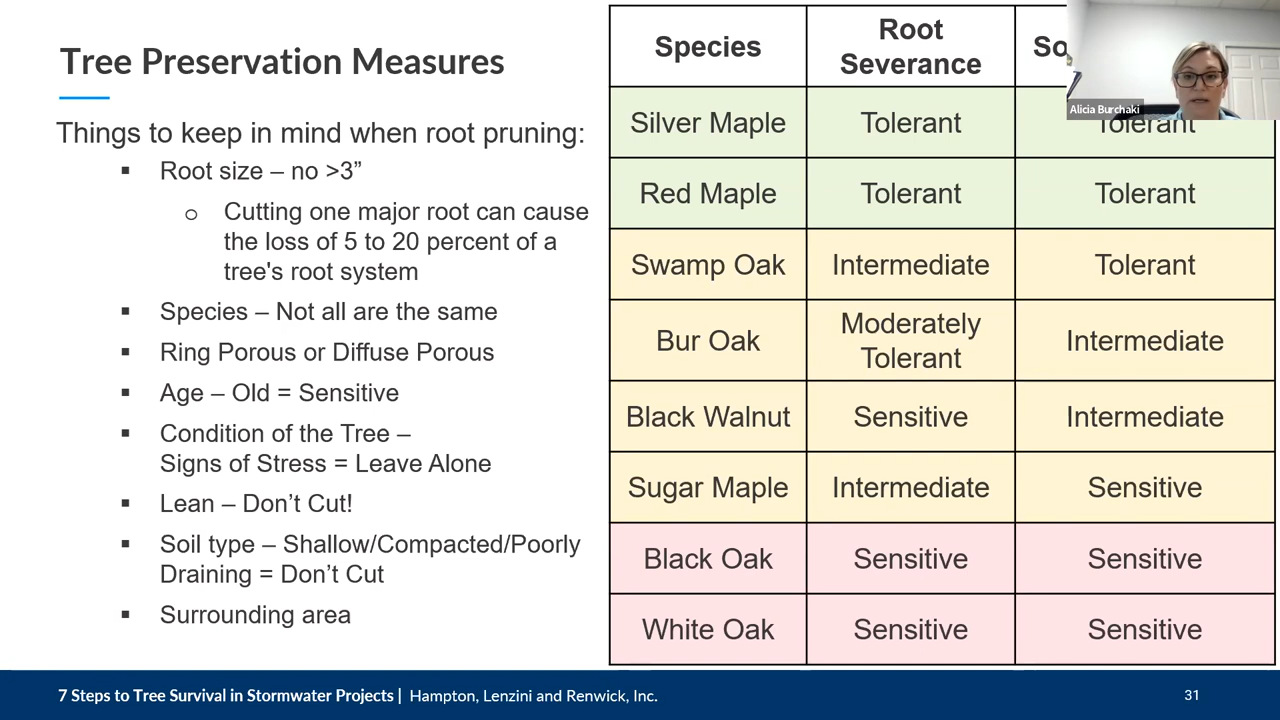 Tree Preservation Measures
Things to keep in mind when root pruning:
▪ Root size – no >3”
o Cutting one major root can cause
the loss of 5 to 20 percent of a
tree's root system
▪ Species – Not all are the same
▪ Ring Porous or Diffuse Porous
▪ Age – Old = Sensitive
▪ Condition of the Tree –
Signs of Stress = Leave Alone
▪ Lean – Don’t Cut!
▪ Soil type – Shallow/Compacted/Poorly
Draining = Don’t Cut
▪ Surrounding area
Species Root
Severance
Alicia Burchaki
Silver Maple Tolerant Tolerant
Red Maple Tolerant Tolerant
Swamp Oak Intermediate Tolerant
Bur Oak Moderately
Tolerant Intermediate
Black Walnut Sensitive Intermediate
Sugar Maple Intermediate Sensitive
Black Oak Sensitive Sensitive
White Oak Sensitive Sensitive
7 Steps to Tree Survival in Stormwater Projects | Hampton, Lenzini and Renwick, Inc.
31